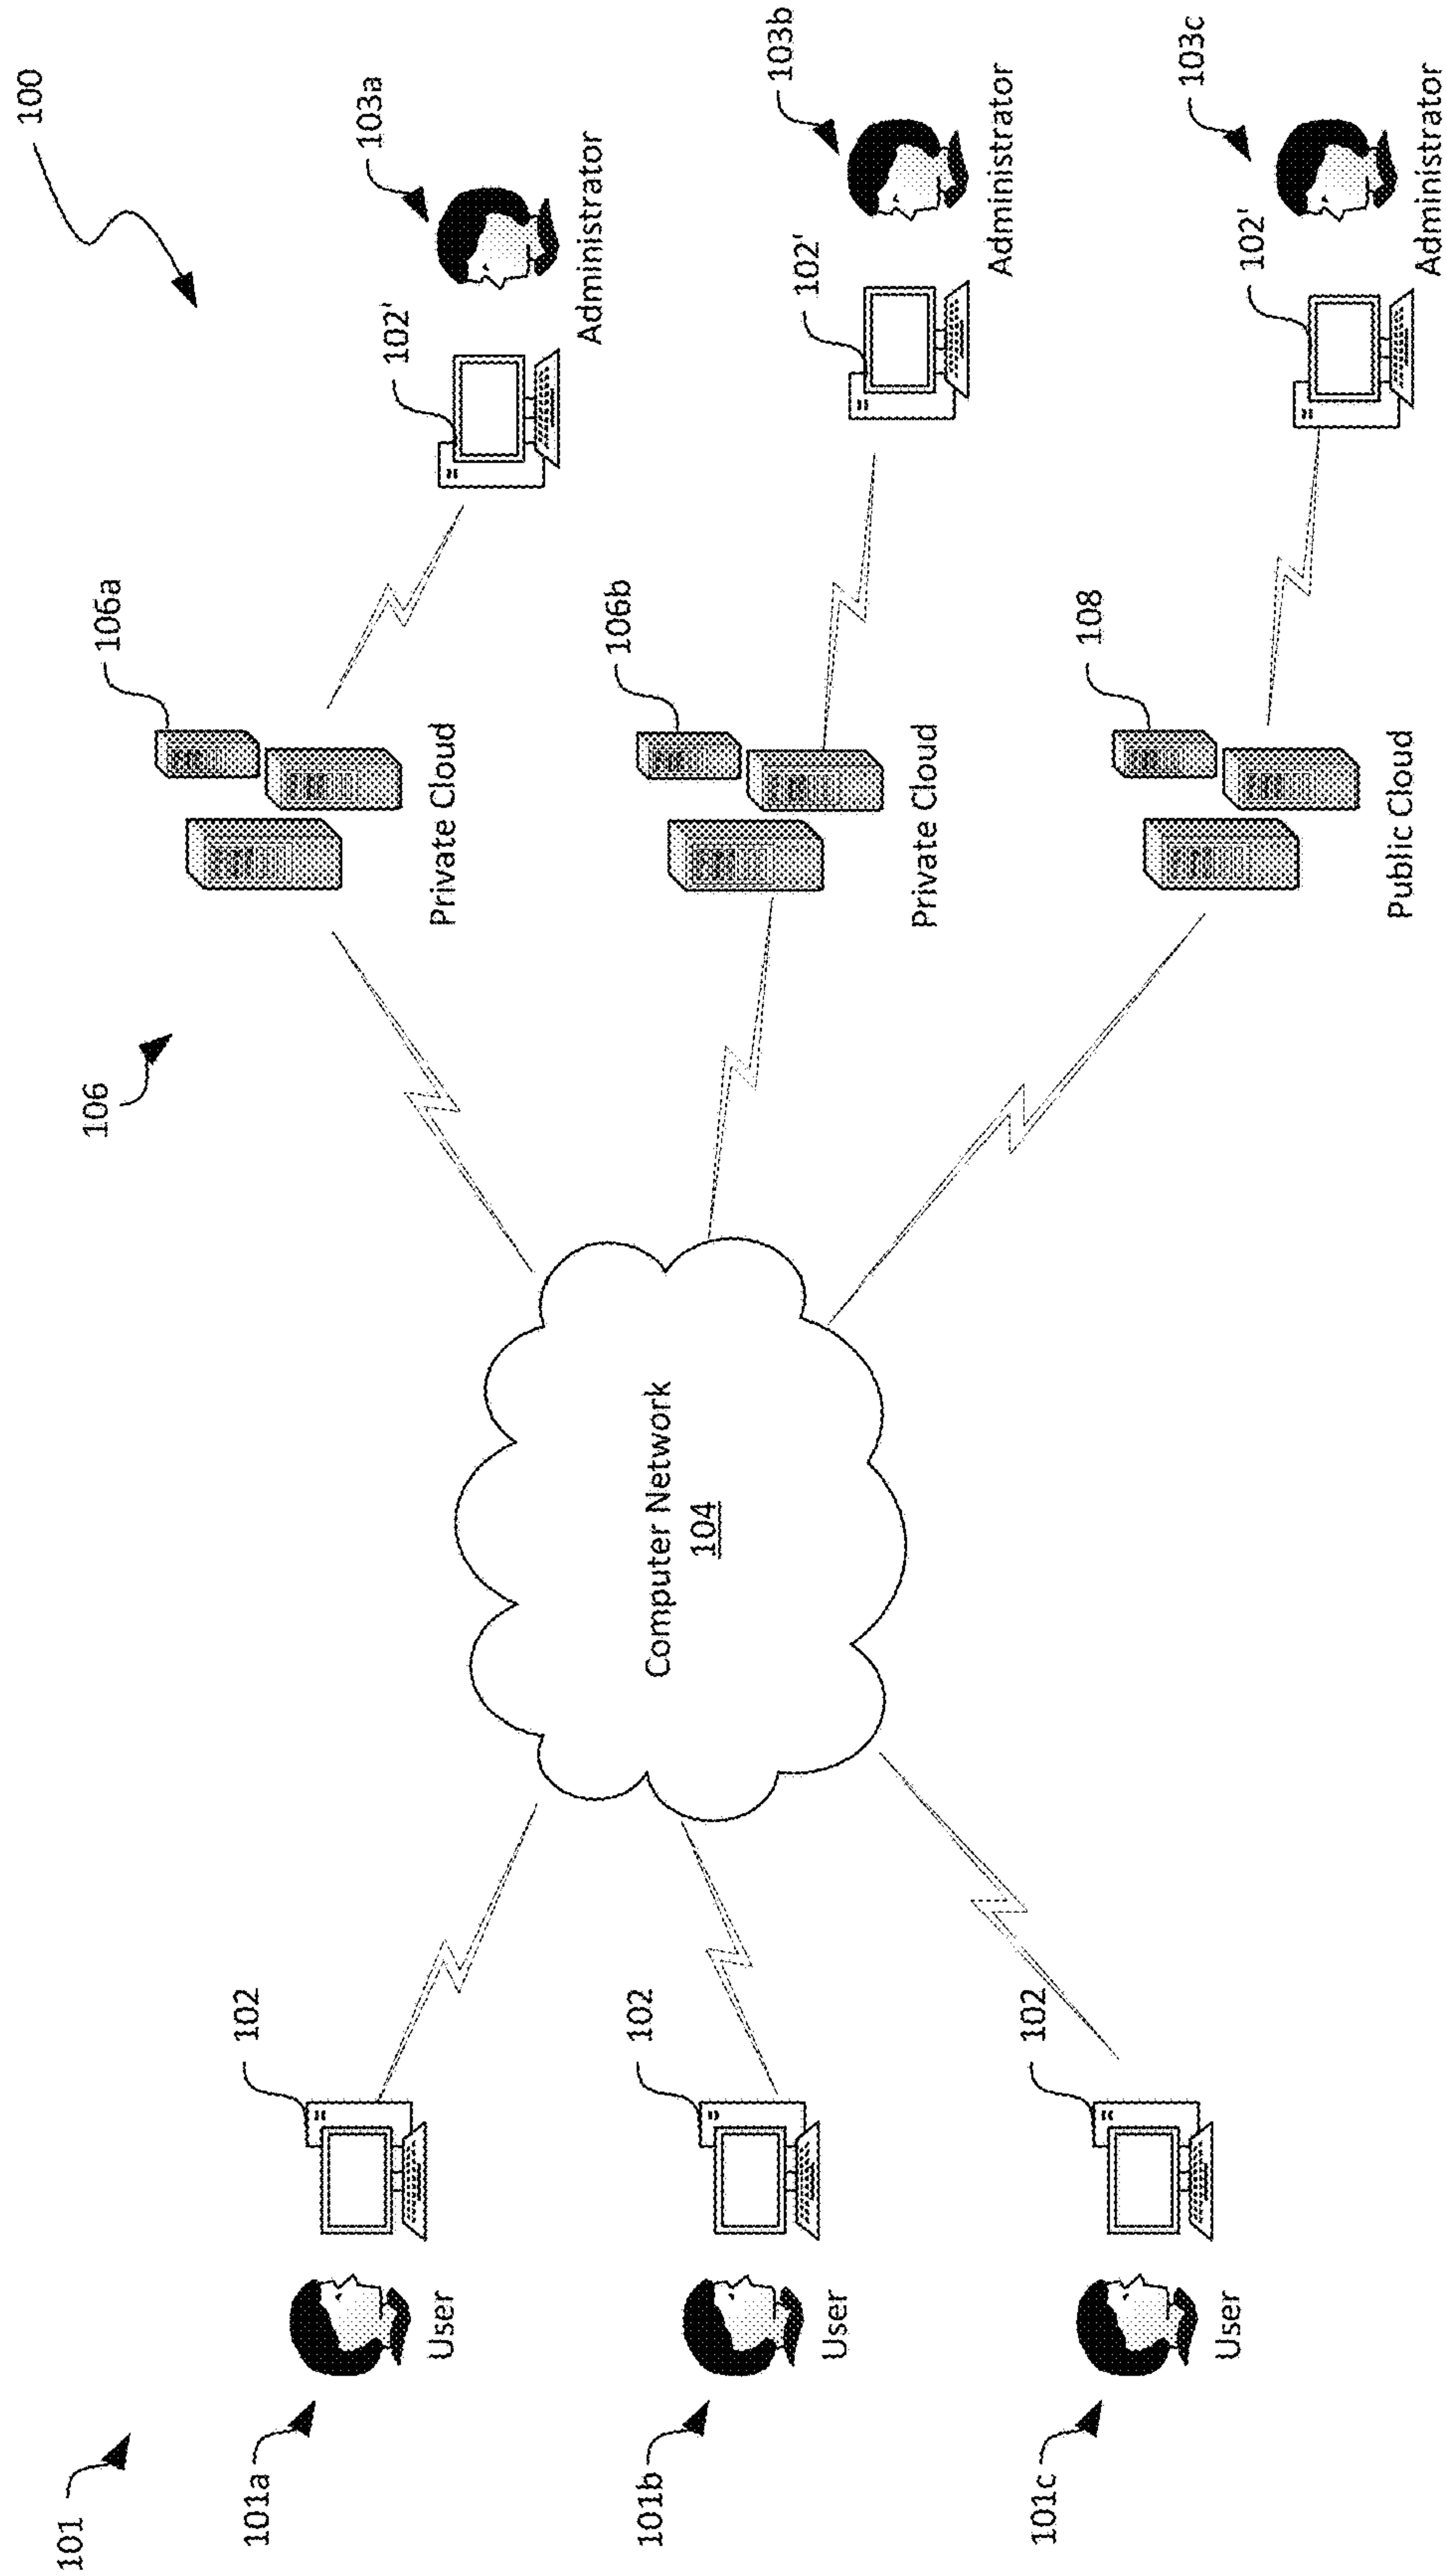 100
101
106
101a
102
106a
102'
103a
User
Private Cloud
Administrator
101b
102
Computer Network
104
106b
102'
103b
User
Private Cloud
Administrator
101c
102
108
102'
103c
User
Public Cloud
Administrator